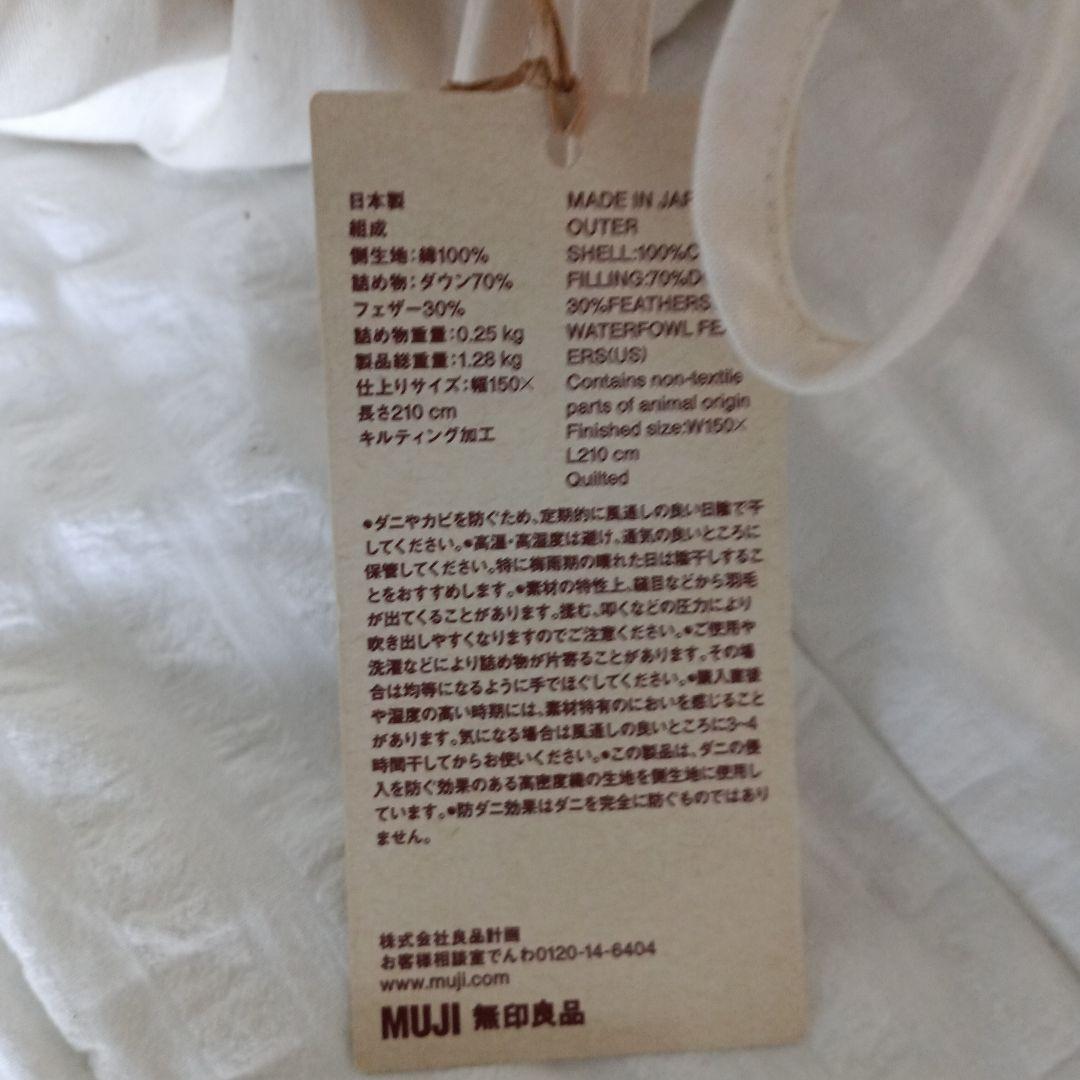 日本製
組成
側生地:綿100%
詰め物:ダウン70%
フェザー30%
詰め物重量:0.25 kg
製品総重量:1.28 kg
仕上りサイズ:幅150×
長さ210 cm
キルティング加工
MADE IN JAP
OUTER
SHELL:100%C
FILLING:70%D
30%FEATHERS
WATERFOWL FE
ERS(US)
Contains non-textile
parts of animal origin
Finished size:W150×
L210 cm
Quilted
●ダニやカビを防ぐため、定期的に風通しの良い日陰で干
してください。●高温・高湿度は避け、通気の良いところに
保管してください。特に梅雨期の晴れた日は陰干しするこ
とをおすすめします。●素材の特性上、縫目などから羽毛
が出てくることがあります。揉む、叩くなどの圧力により
吹き出しやすくなりますのでご注意ください。●ご使用や
洗濯などにより詰め物が片寄ることがあります。その場
合は均等になるように手でほぐしてください。●購入直後
や湿度の高い時期には、素材特有のにおいを感じること
があります。気になる場合は風通しの良いところに3~4
時間干してからお使いください。●この製品は、ダニの侵
入を防ぐ効果のある高密度織の生地を側生地に使用し
ています。●防ダニ効果はダニを完全に防ぐものではあり
ません。
株式会社良品計画
お客様相談室でんわ0120-14-6404
www.muji.com
MUJI 無印良品